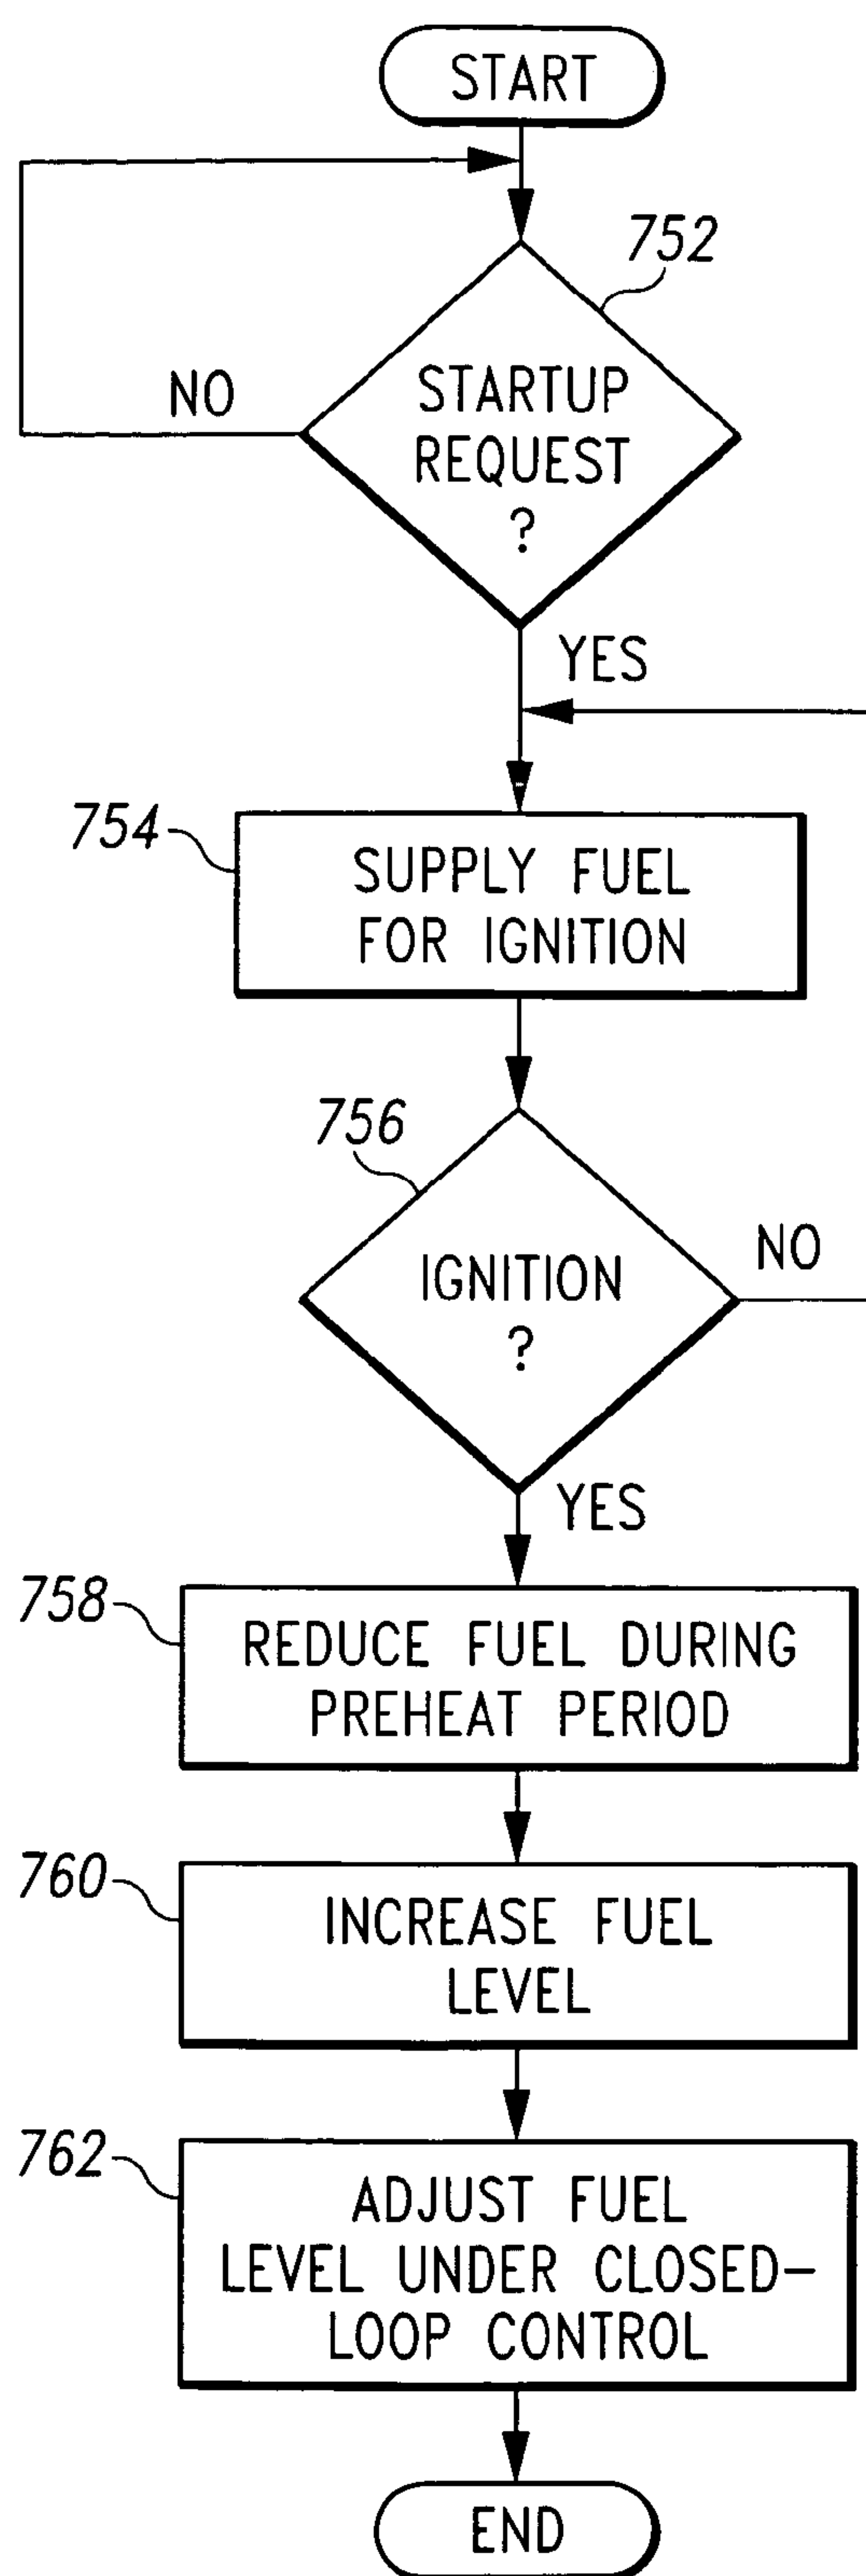 START
752
STARTUP
REQUEST
?
NO
YES
754
SUPPLY FUEL
FOR IGNITION
756
IGNITION
?
NO
YES
758
REDUCE FUEL DURING
PREHEAT PERIOD
760
INCREASE FUEL
LEVEL
762
ADJUST FUEL
LEVEL UNDER CLOSED-
LOOP CONTROL
END